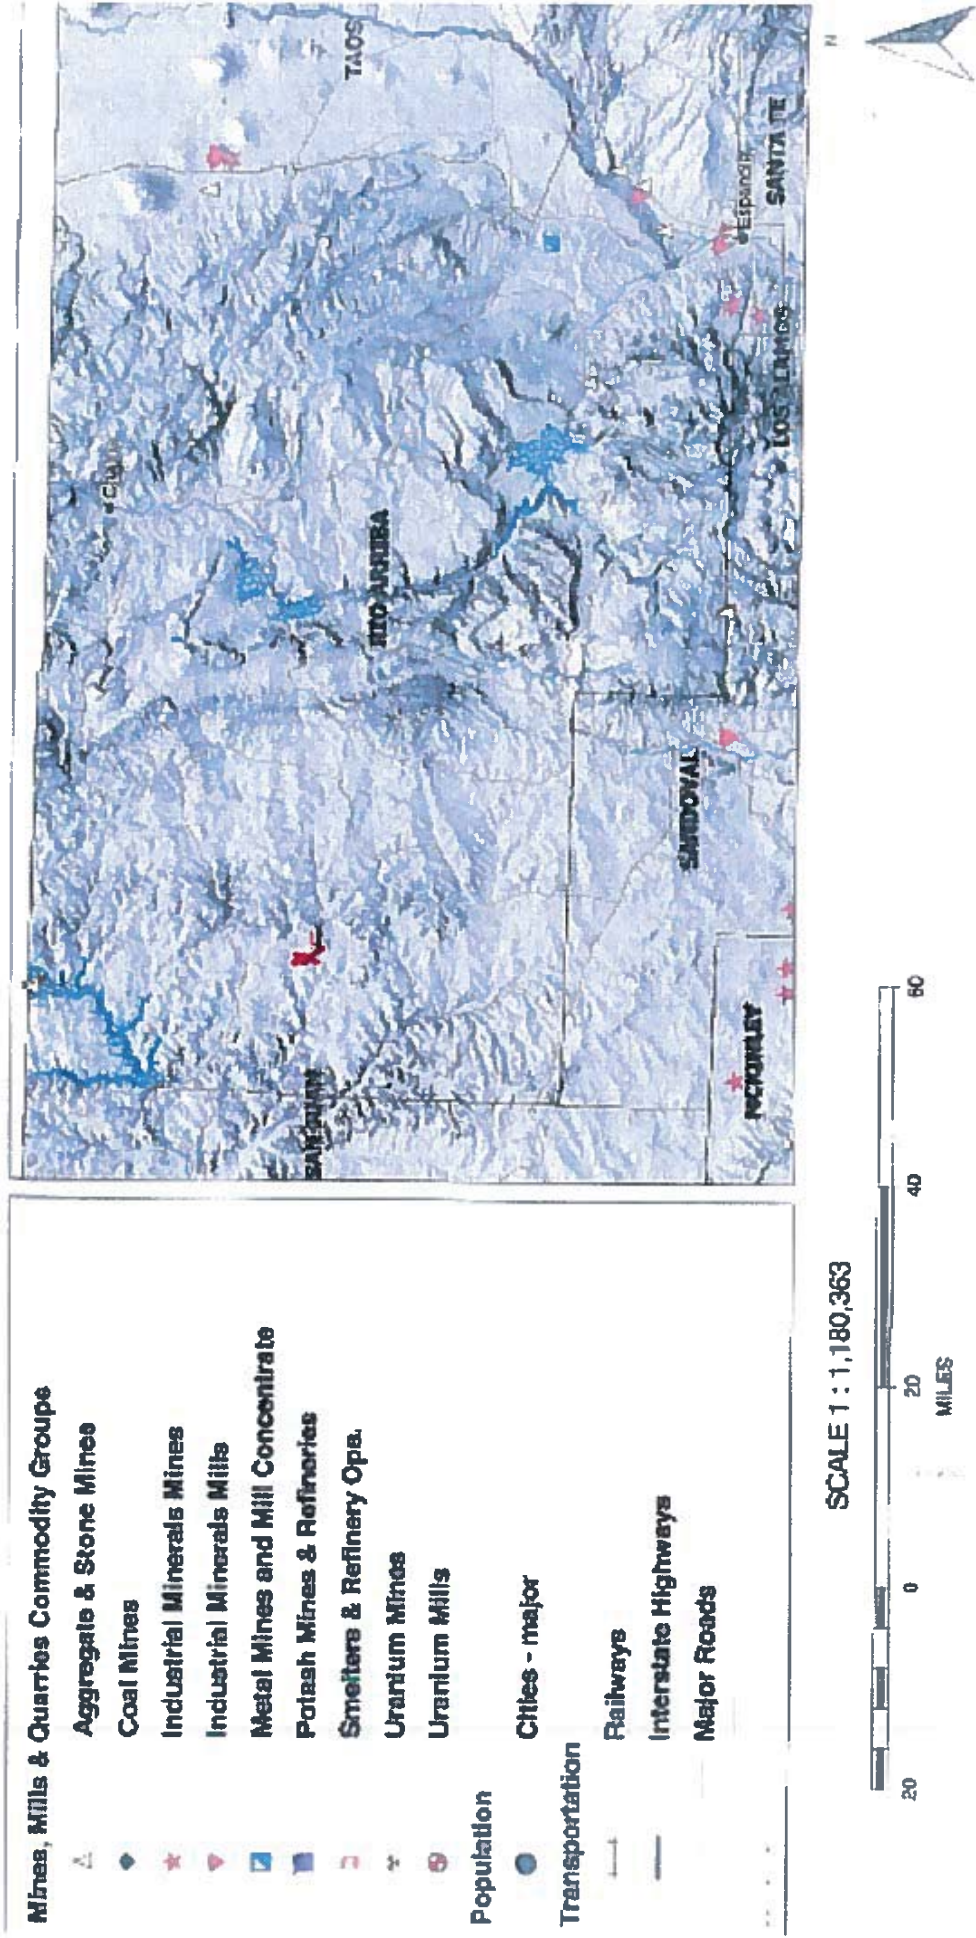 Mines, Mills & Quarries Commodity Groups
Aggregate & Stone Mines
Coal Mines
Industrial Minerals Mines
Industrial Minerals Mills
Metal Mines and Mill Concentrate
Potash Mines & Refineries
Smelters & Refinery Ops.
Uranium Mines
Uranium Mills
Population
Cities - major
Transportation
Railways
Interstate Highways
Major Roads
SAN JUAN
RIO ARRIBA
TAOS
MCKINLEY
SANDOVAL
LOS ALAMOS
SANTA FE
Espanola
SCALE 1 : 1,180,363
20
0
20
40
60
MILES
N